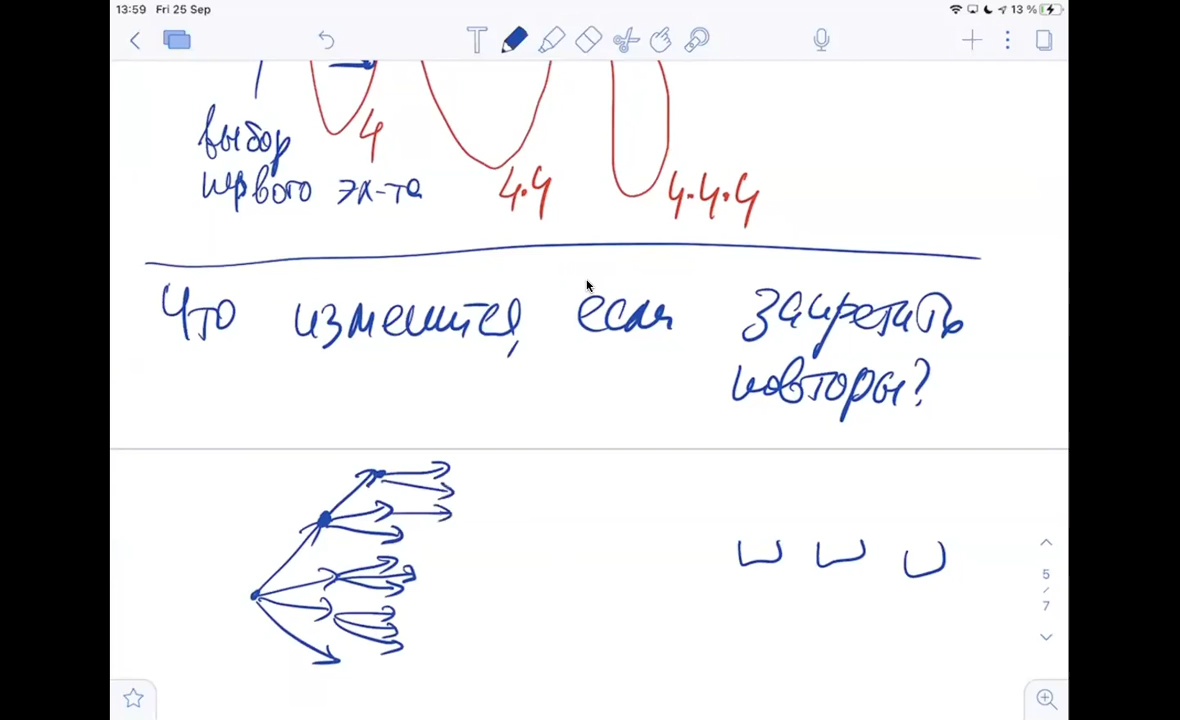 13:59 Fri 25 Sep 13 %
4
выбор
первого эл-та
4·4
4·4·4
Что изменится, если запретить
повторы?
5
/
7